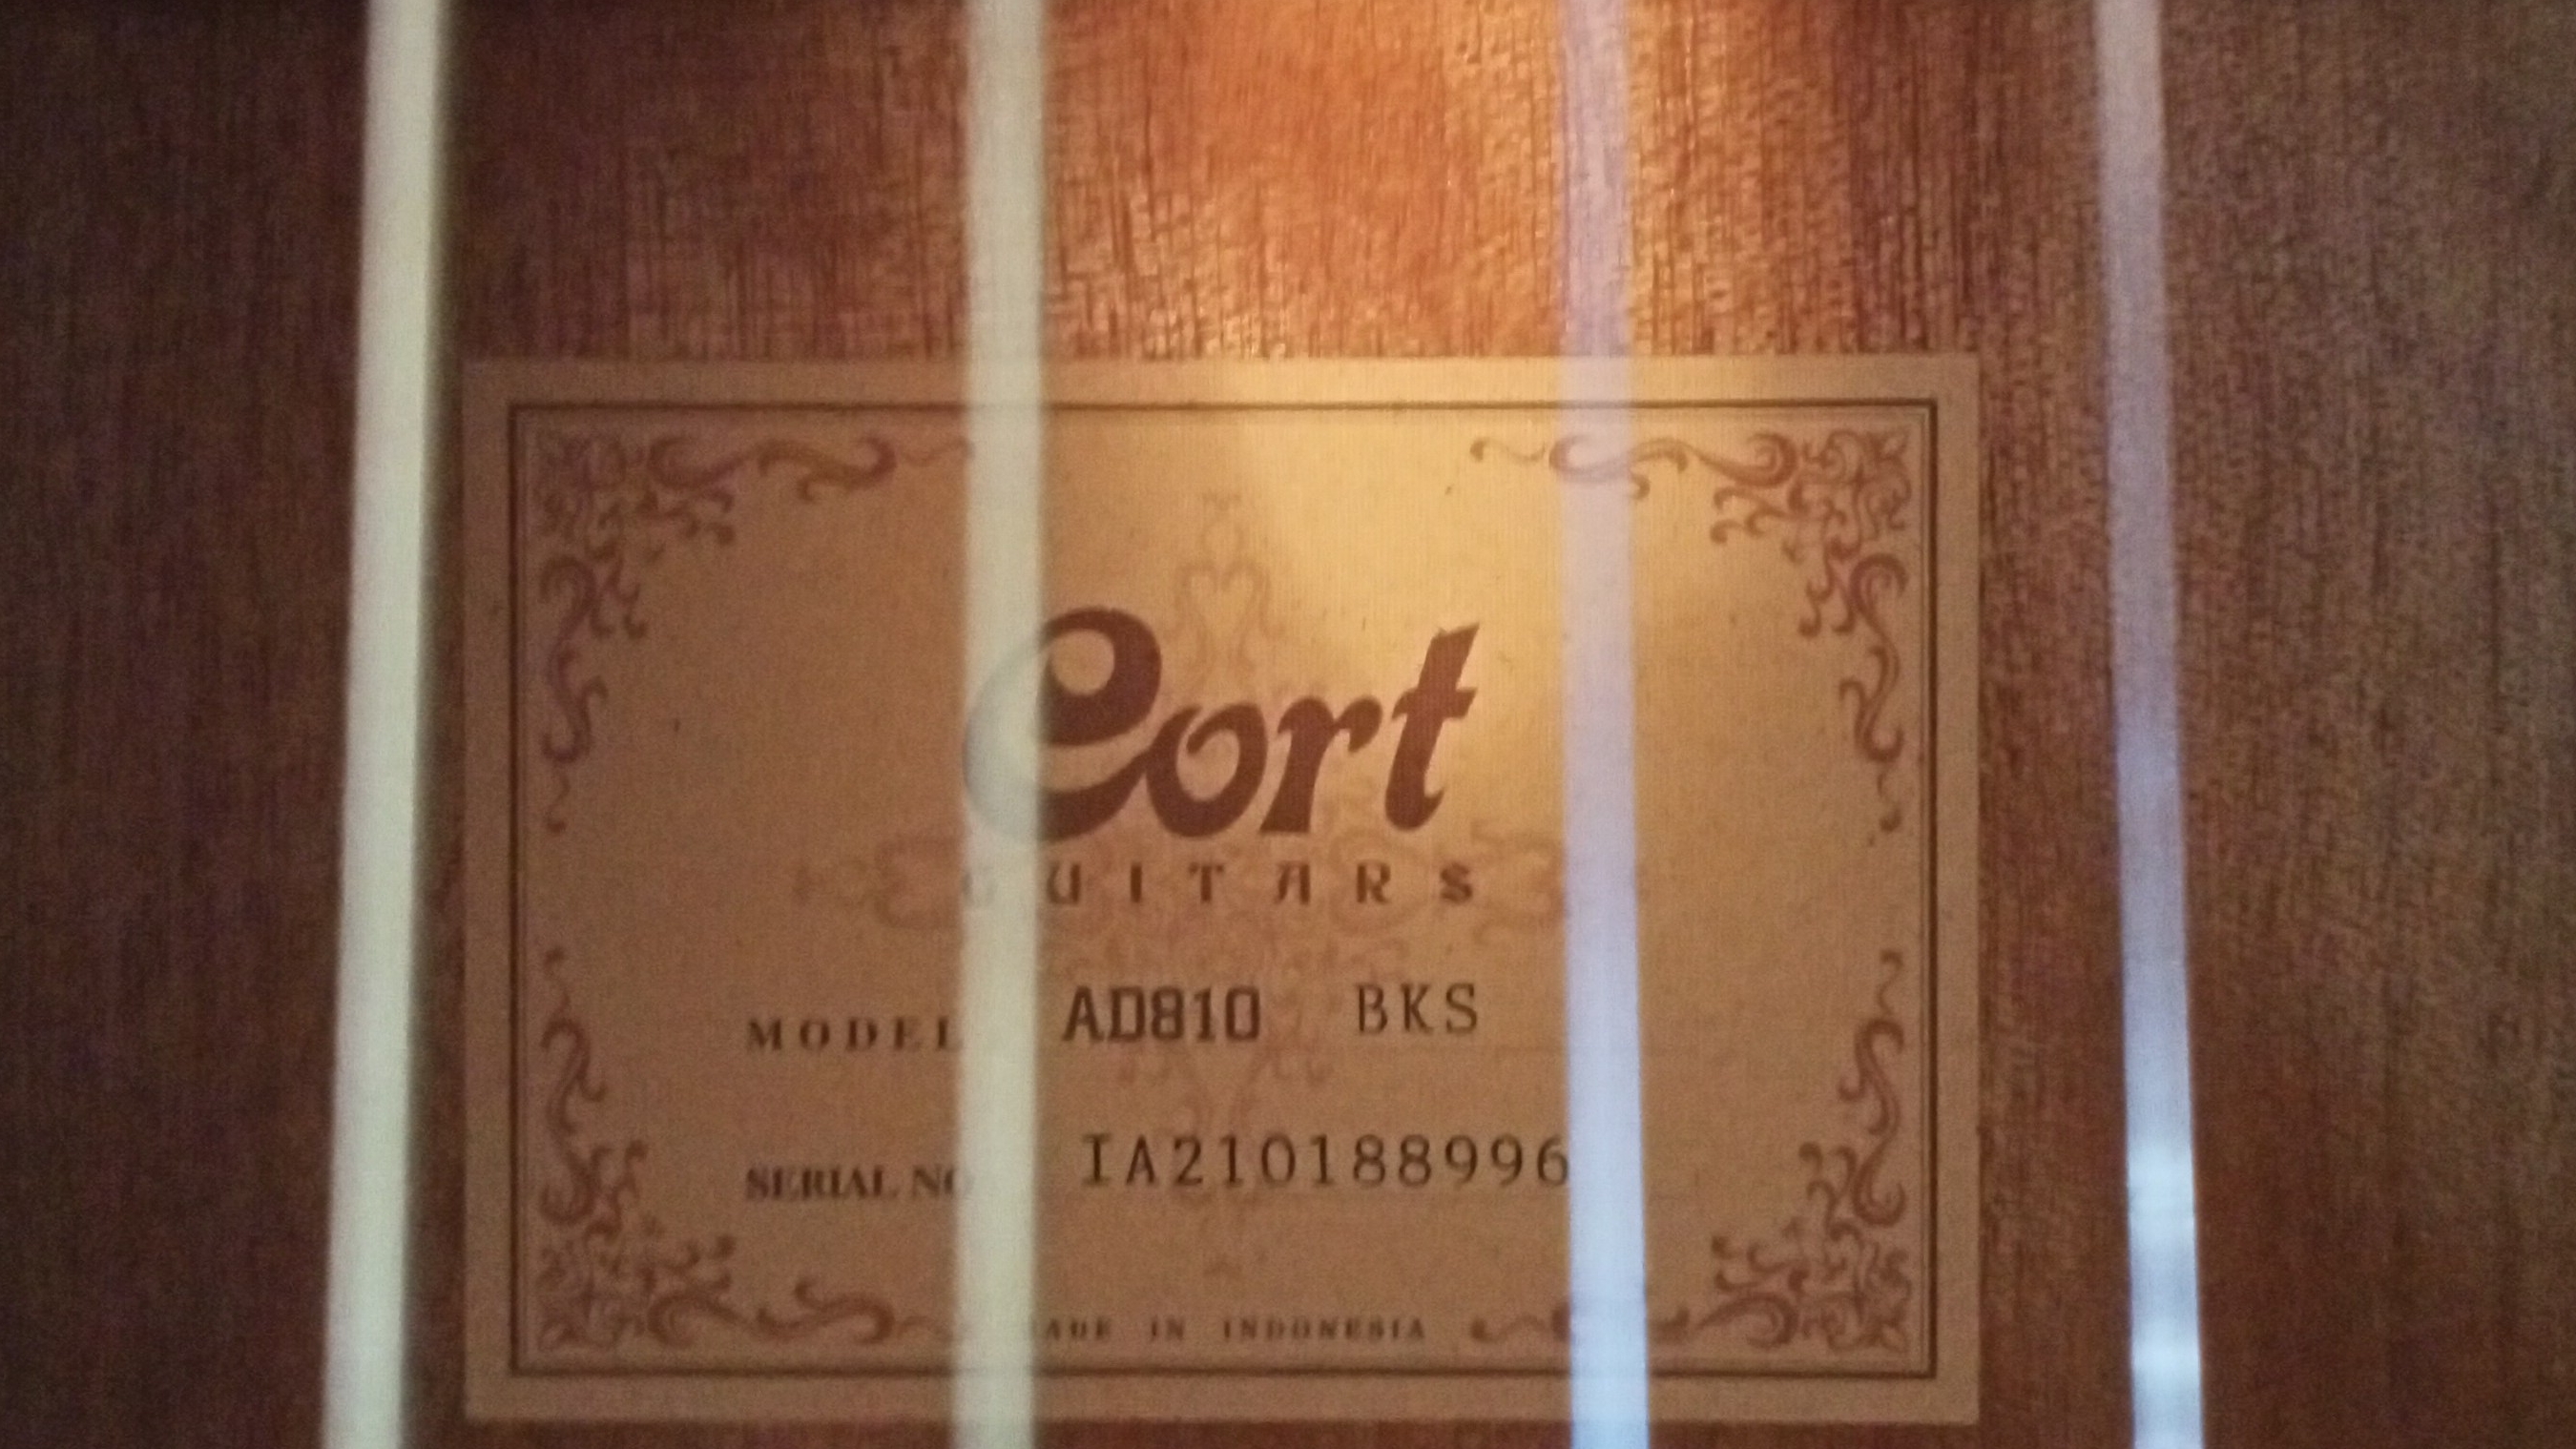 Cort
GUITARS
MODEL AD810 BKS
SERIAL NO IA210188996
MADE IN INDONESIA